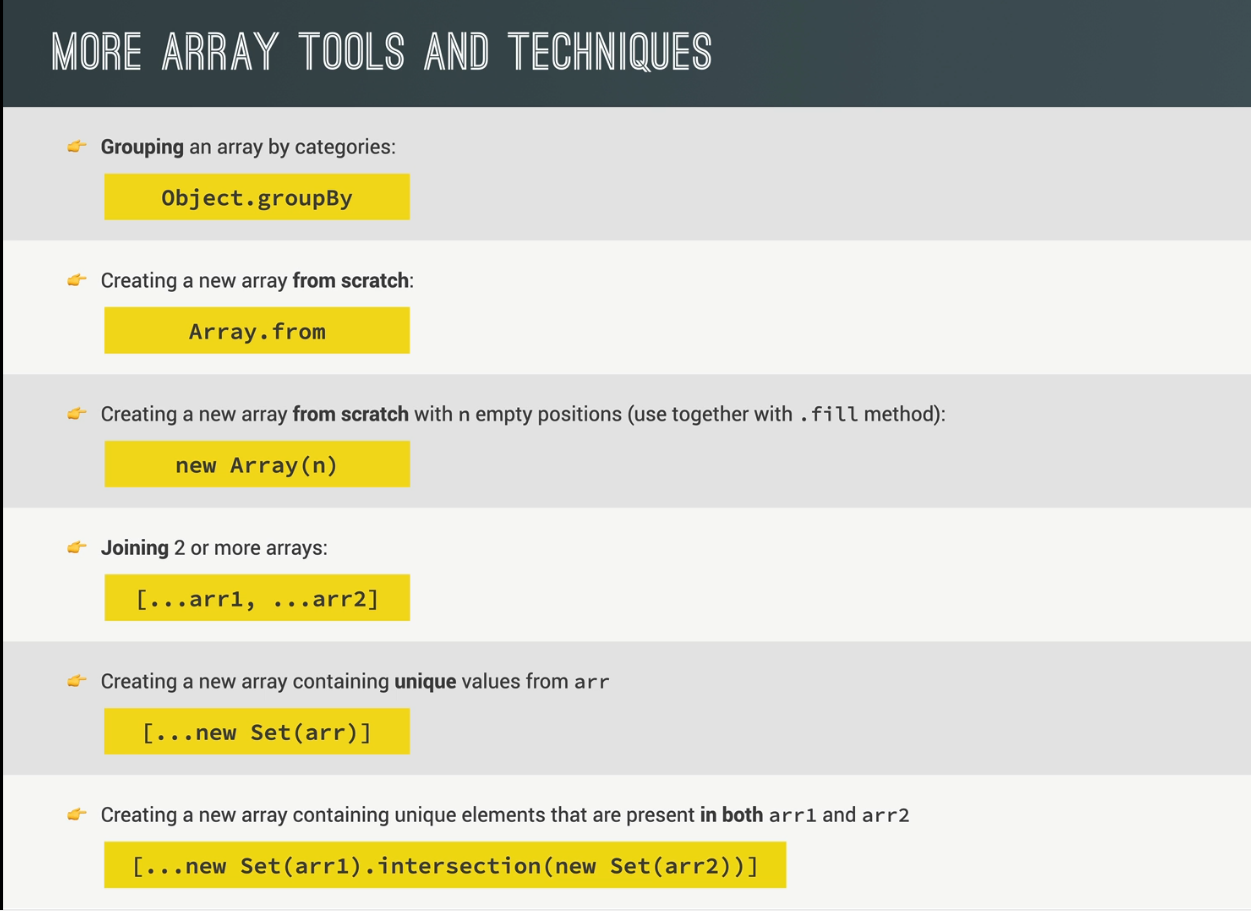 MORE ARRAY TOOLS AND TECHNIQUES
👉 Grouping an array by categories:
Object.groupBy
👉 Creating a new array from scratch:
Array.from
👉 Creating a new array from scratch with n empty positions (use together with .fill method):
new Array(n)
👉 Joining 2 or more arrays:
[...arr1, ...arr2]
👉 Creating a new array containing unique values from arr
[...new Set(arr)]
👉 Creating a new array containing unique elements that are present in both arr1 and arr2
[...new Set(arr1).intersection(new Set(arr2))]